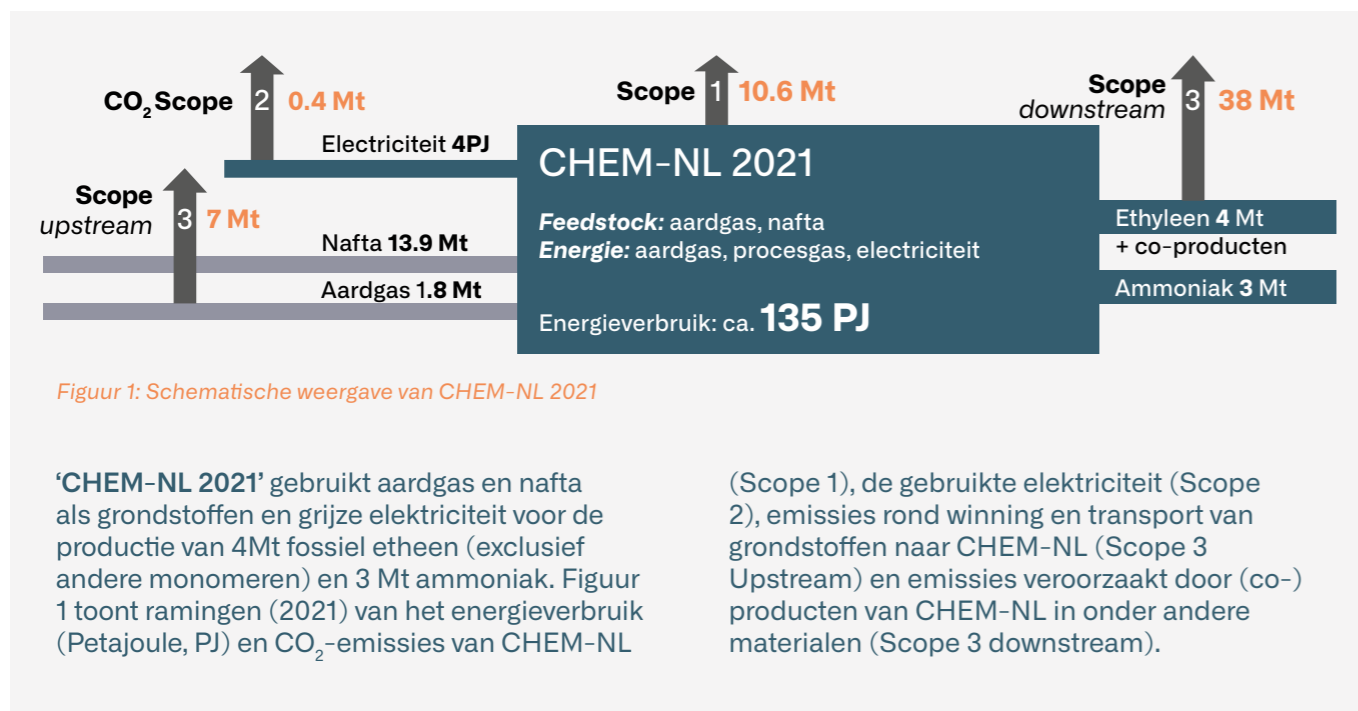 CO2 Scope 2 0.4 Mt
Scope 1 10.6 Mt
Scope downstream 3 38 Mt
Electriciteit 4PJ
Scope upstream 3 7 Mt
Nafta 13.9 Mt
Aardgas 1.8 Mt
CHEM-NL 2021
Feedstock: aardgas, nafta
Energie: aardgas, procesgas, electriciteit
Energieverbruik: ca. 135 PJ
Ethyleen 4 Mt
+ co-producten
Ammoniak 3 Mt
Figuur 1: Schematische weergave van CHEM-NL 2021
‘CHEM-NL 2021’ gebruikt aardgas en nafta
als grondstoffen en grijze elektriciteit voor de
productie van 4Mt fossiel etheen (exclusief
andere monomeren) en 3 Mt ammoniak. Figuur
1 toont ramingen (2021) van het energieverbruik
(Petajoule, PJ) en CO2-emissies van CHEM-NL
(Scope 1), de gebruikte elektriciteit (Scope
2), emissies rond winning en transport van
grondstoffen naar CHEM-NL (Scope 3
Upstream) en emissies veroorzaakt door (co-)
producten van CHEM-NL in onder andere
materialen (Scope 3 downstream).